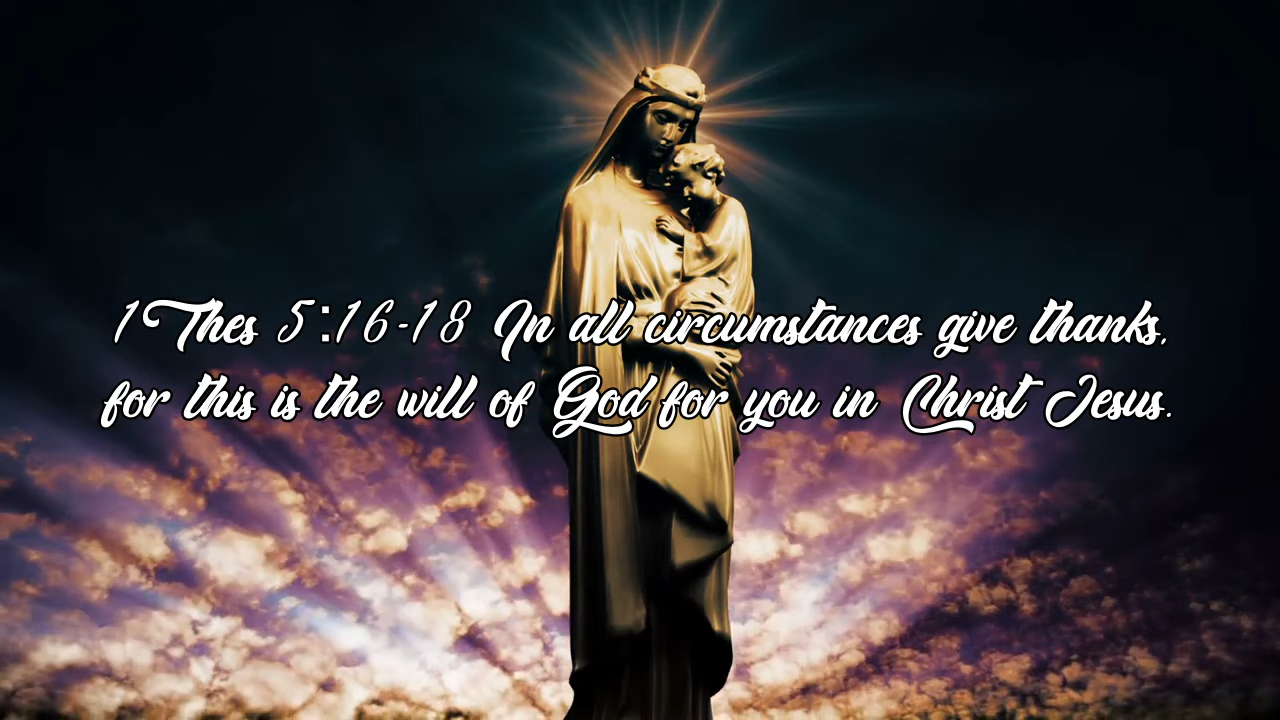 1 Thes 5:16-18 In all circumstances give thanks,
for this is the will of God for you in Christ Jesus.